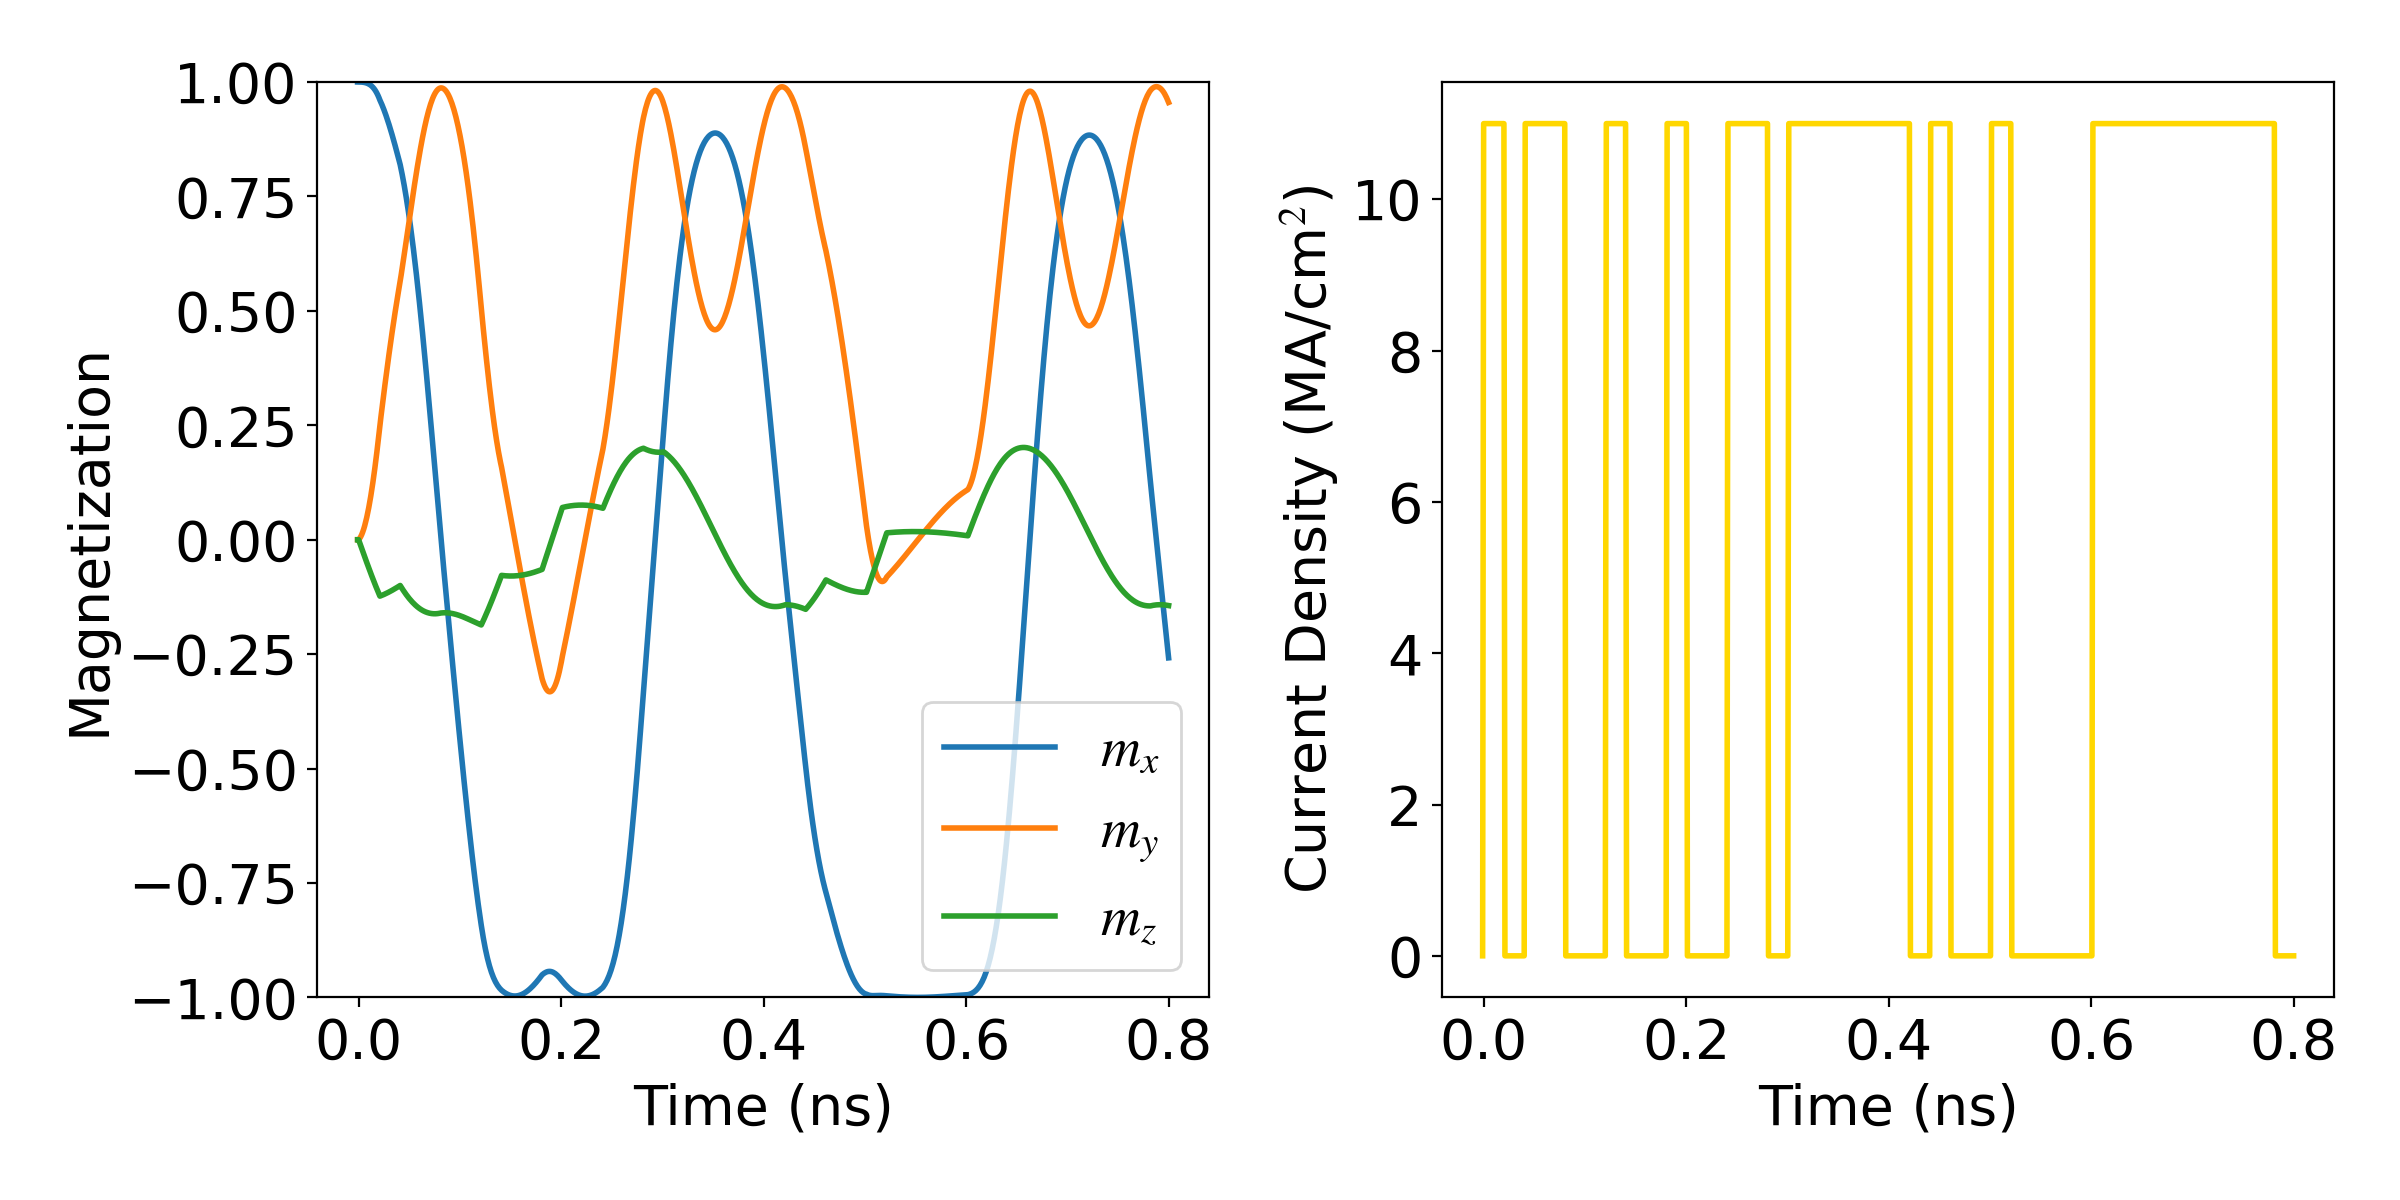 Magnetization
1.00
0.75
0.50
0.25
0.00
−0.25
−0.50
−0.75
−1.00
0.0 0.2 0.4 0.6 0.8
Time (ns)
m_x
m_y
m_z
Current Density (MA/cm²)
10
8
6
4
2
0
0.0 0.2 0.4 0.6 0.8
Time (ns)